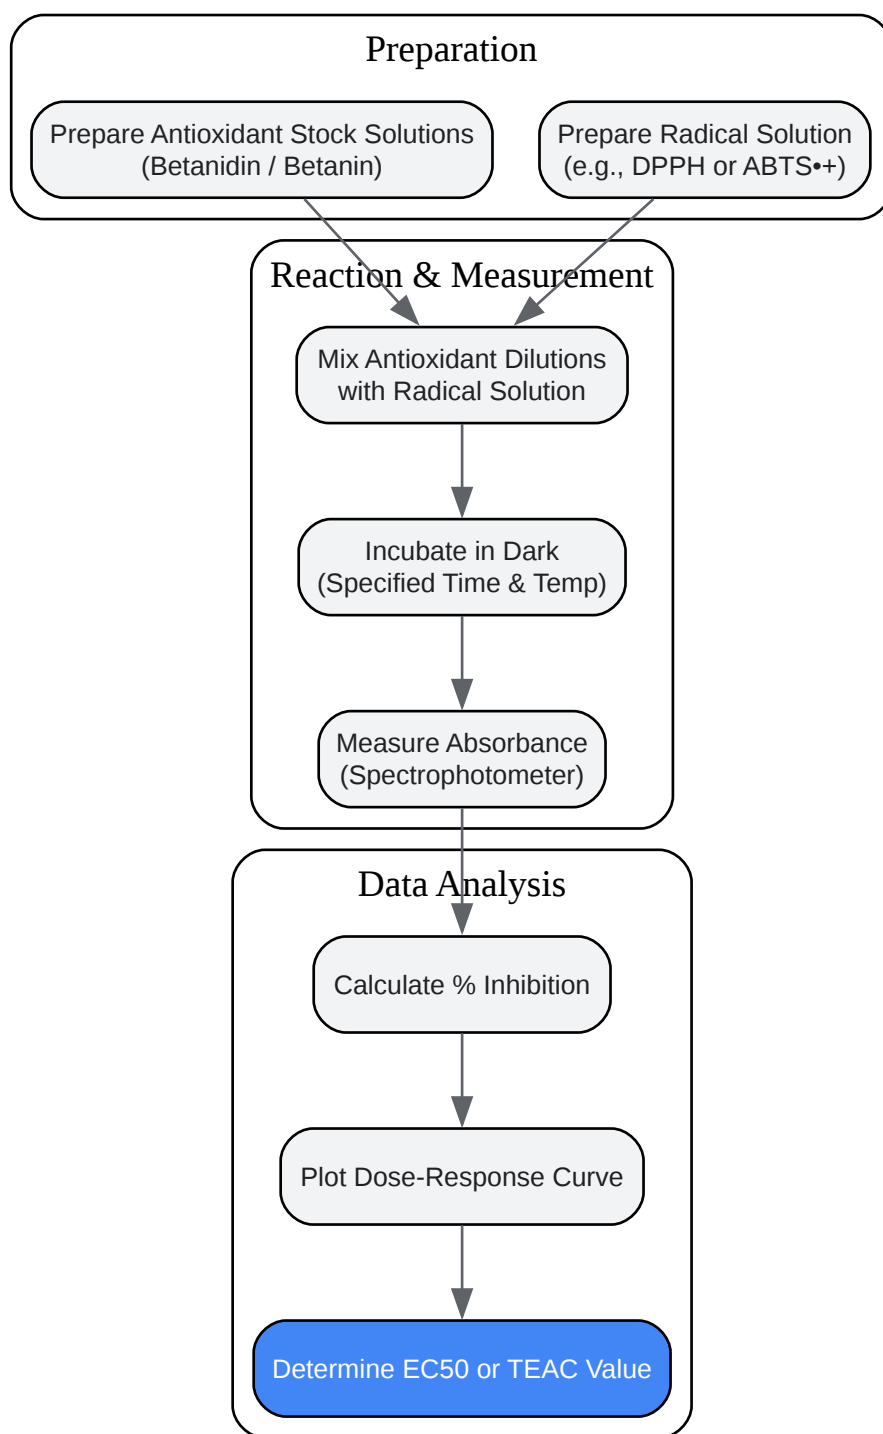 Preparation
Prepare Antioxidant Stock Solutions
(Betanidin / Betanin)
Prepare Radical Solution
(e.g., DPPH or ABTS•+)
Reaction & Measurement
Mix Antioxidant Dilutions
with Radical Solution
Incubate in Dark
(Specified Time & Temp)
Measure Absorbance
(Spectrophotometer)
Data Analysis
Calculate % Inhibition
Plot Dose-Response Curve
Determine EC50 or TEAC Value